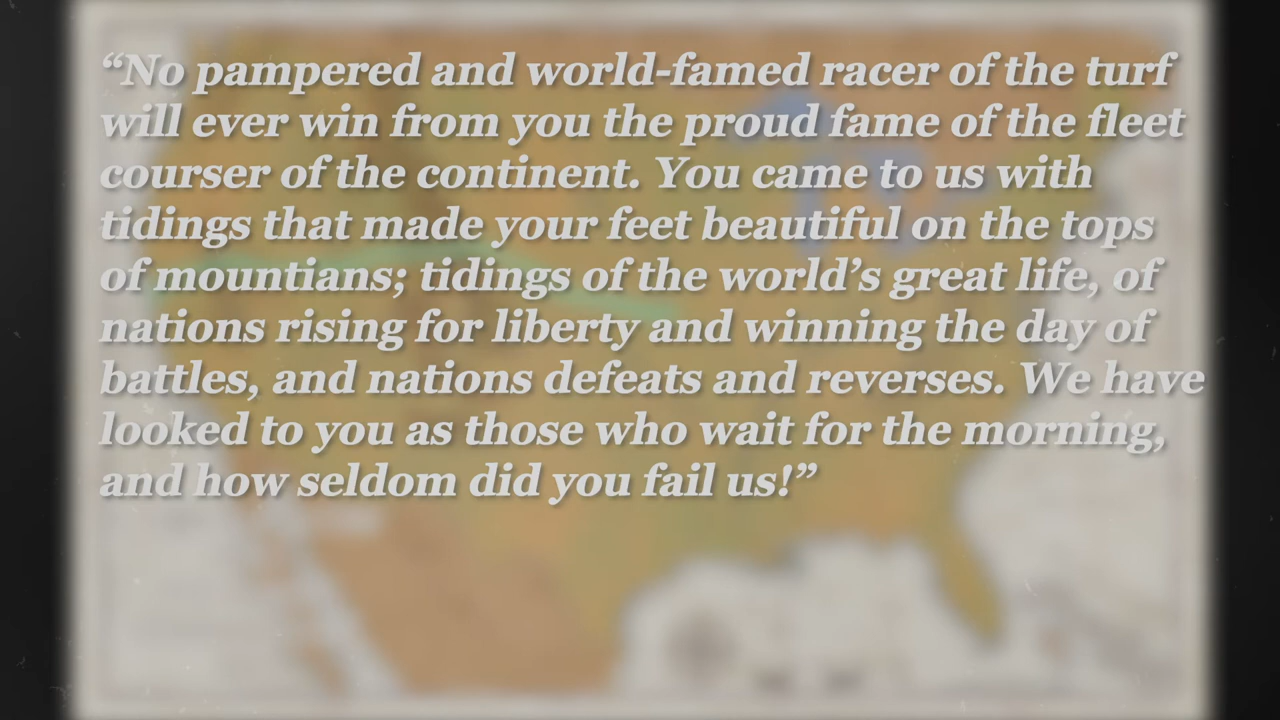 “No pampered and world-famed racer of the turf
will ever win from you the proud fame of the fleet
courser of the continent. You came to us with
tidings that made your feet beautiful on the tops
of mountians; tidings of the world’s great life, of
nations rising for liberty and winning the day of
battles, and nations defeats and reverses. We have
looked to you as those who wait for the morning,
and how seldom did you fail us!”